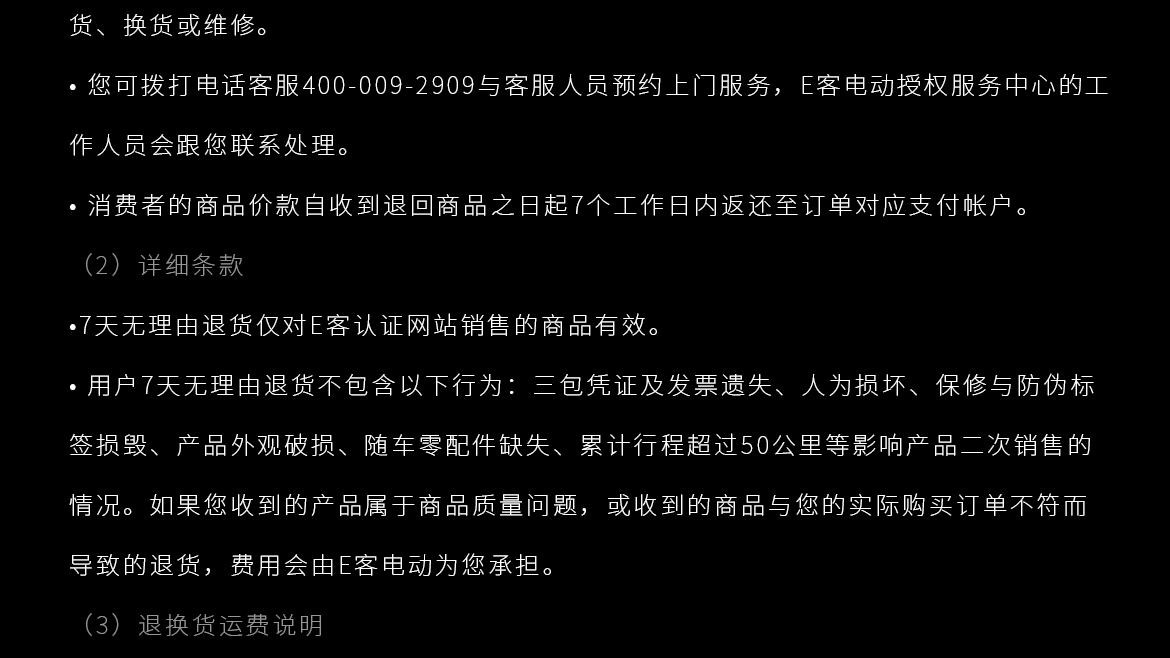 货、换货或维修。
• 您可拨打电话客服400-009-2909与客服人员预约上门服务，E客电动授权服务中心的工
作人员会跟您联系处理。
• 消费者的商品价款自收到退回商品之日起7个工作日内返还至订单对应支付帐户。
（2）详细条款
•7天无理由退货仅对E客认证网站销售的商品有效。
• 用户7天无理由退货不包含以下行为：三包凭证及发票遗失、人为损坏、保修与防伪标
签损毁、产品外观破损、随车零配件缺失、累计行程超过50公里等影响产品二次销售的
情况。如果您收到的产品属于商品质量问题，或收到的商品与您的实际购买订单不符而
导致的退货，费用会由E客电动为您承担。
（3）退换货运费说明